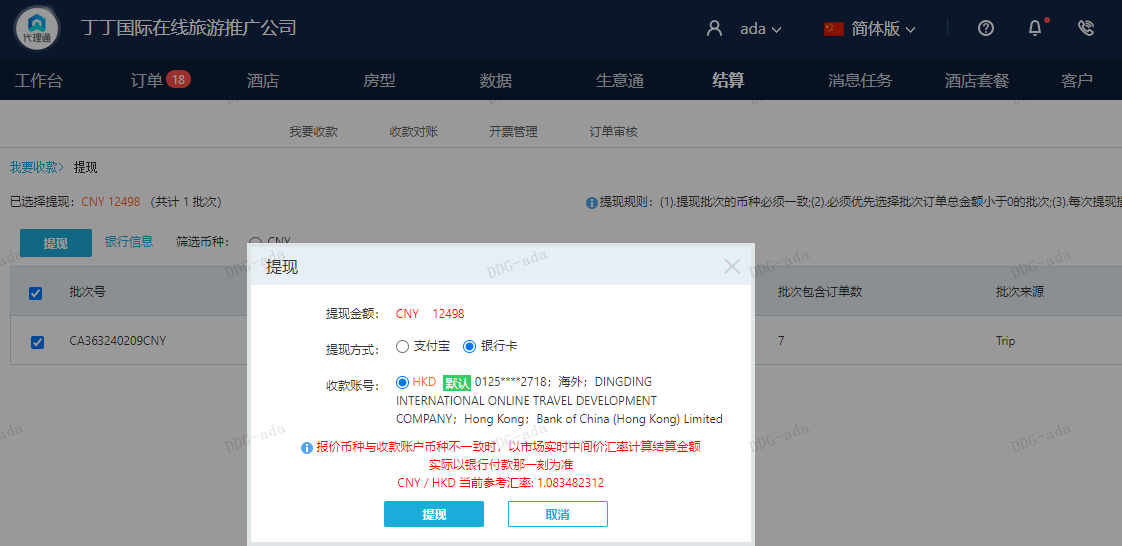 代理通
丁丁国际在线旅游推广公司
ada
简体版
工作台
订单 18
酒店
房型
数据
生意通
结算
消息任务
酒店套餐
客户
我要收款
收款对账
开票管理
订单审核
我要收款> 提现
已选择提现: CNY 12498 (共计 1 批次)
提现规则: (1).提现批次的币种必须一致;(2).必须优先选择批次订单总金额小于0的批次;(3).每次提现
提现
银行信息
筛选币种:
CNY
批次号
批次包含订单数
批次来源
CA363240209CNY
7
Trip
提现
提现金额: CNY 12498
提现方式: 支付宝 银行卡
收款账号: HKD 默认 0125****2718; 海外; DINGDING
INTERNATIONAL ONLINE TRAVEL DEVELOPMENT
COMPANY; Hong Kong; Bank of China (Hong Kong) Limited
报价币种与收款账户币种不一致时，以市场实时中间价汇率计算结算金额
实际以银行付款那一刻为准
CNY / HKD 当前参考汇率: 1.083482312
提现
取消
DDG-ada